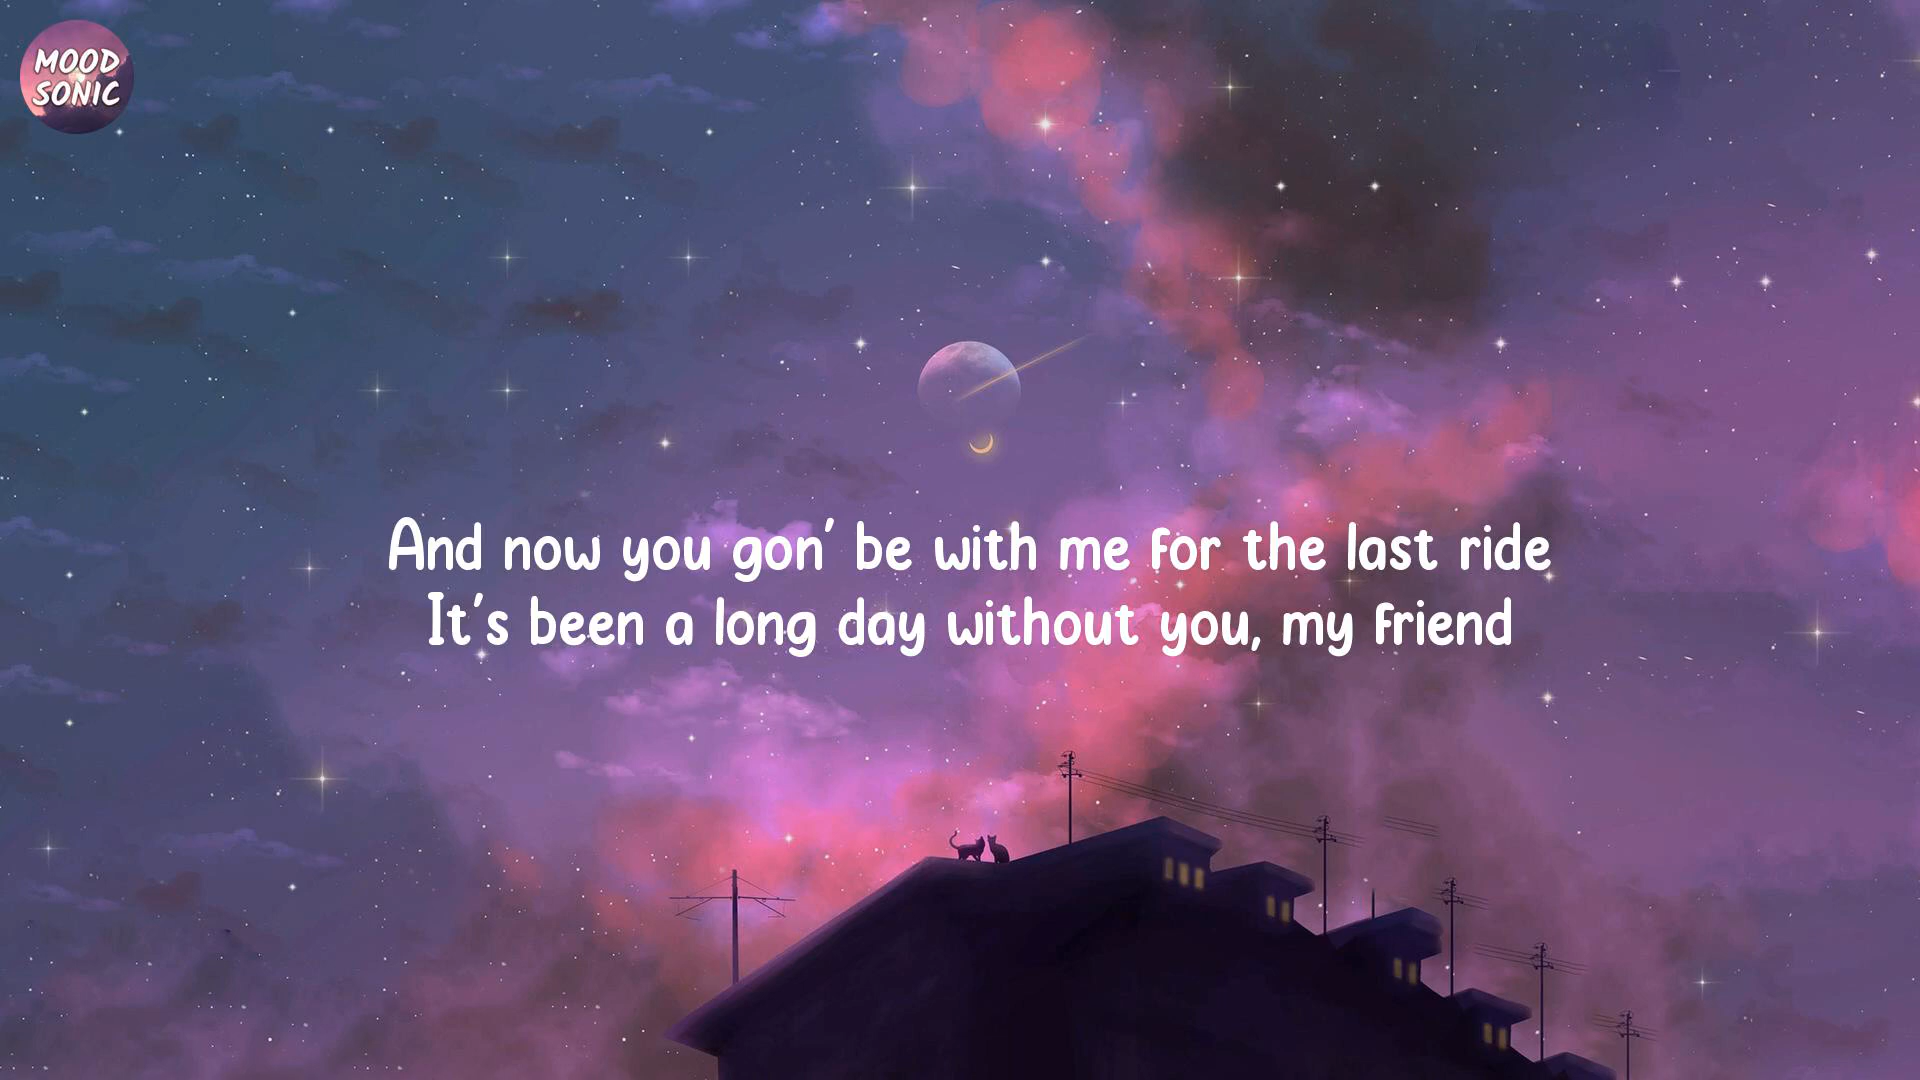 MOOD
SONIC
And now you gon' be with me for the last ride
It's been a long day without you, my friend